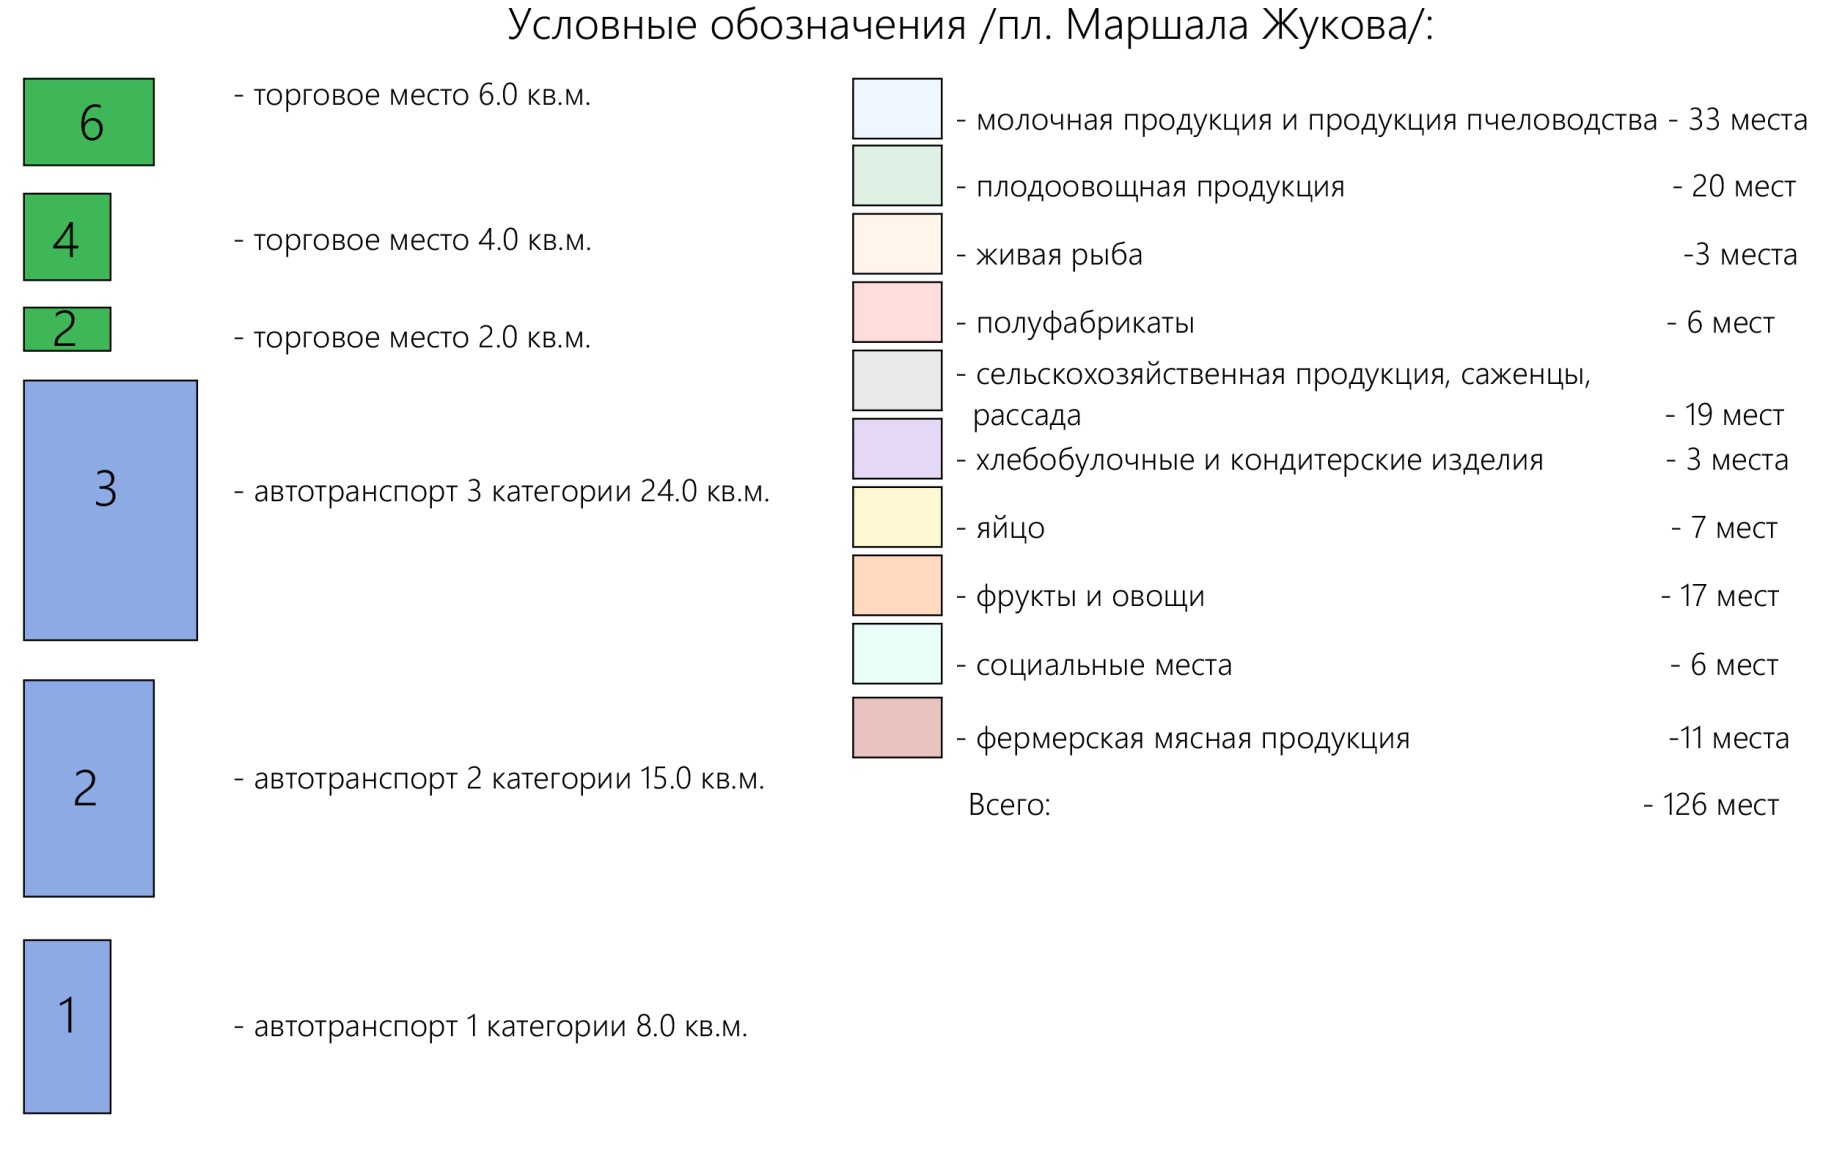 Условные обозначения /пл. Маршала Жукова/:
6
- торговое место 6.0 кв.м.
4
- торговое место 4.0 кв.м.
2
- торговое место 2.0 кв.м.
3
- автотранспорт 3 категории 24.0 кв.м.
2
- автотранспорт 2 категории 15.0 кв.м.
1
- автотранспорт 1 категории 8.0 кв.м.
- молочная продукция и продукция пчеловодства - 33 места
- плодоовощная продукция - 20 мест
- живая рыба -3 места
- полуфабрикаты - 6 мест
- сельскохозяйственная продукция, саженцы,
рассада - 19 мест
- хлебобулочные и кондитерские изделия - 3 места
- яйцо - 7 мест
- фрукты и овощи - 17 мест
- социальные места - 6 мест
- фермерская мясная продукция -11 места
Всего: - 126 мест